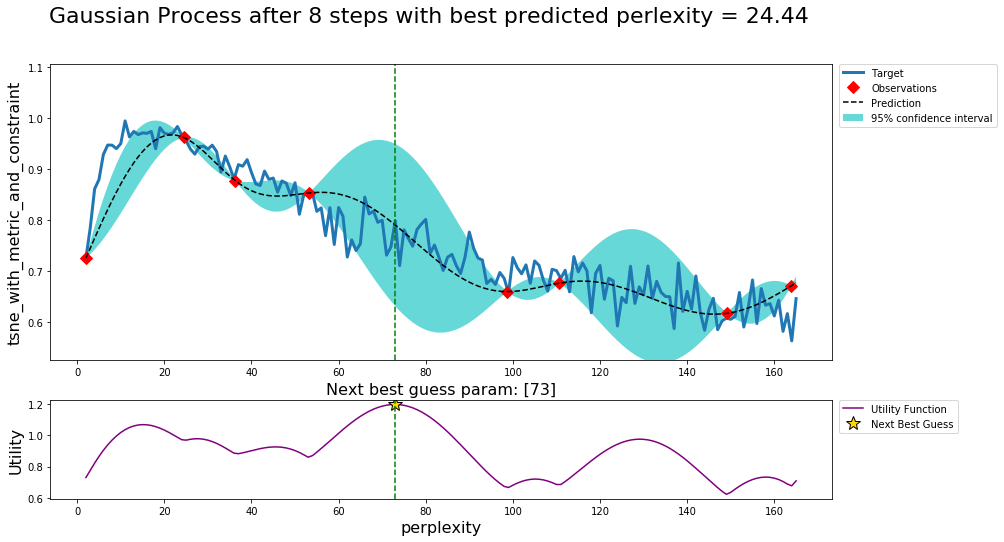 Gaussian Process after 8 steps with best predicted perlexity = 24.44
tsne_with_metric_and_constraint
1.1
1.0
0.9
0.8
0.7
0.6
0 20 40 60 80 100 120 140 160
Target
Observations
Prediction
95% confidence interval
Next best guess param: [73]
Utility
1.2
1.0
0.8
0.6
0 20 40 60 80 100 120 140 160
perplexity
Utility Function
Next Best Guess